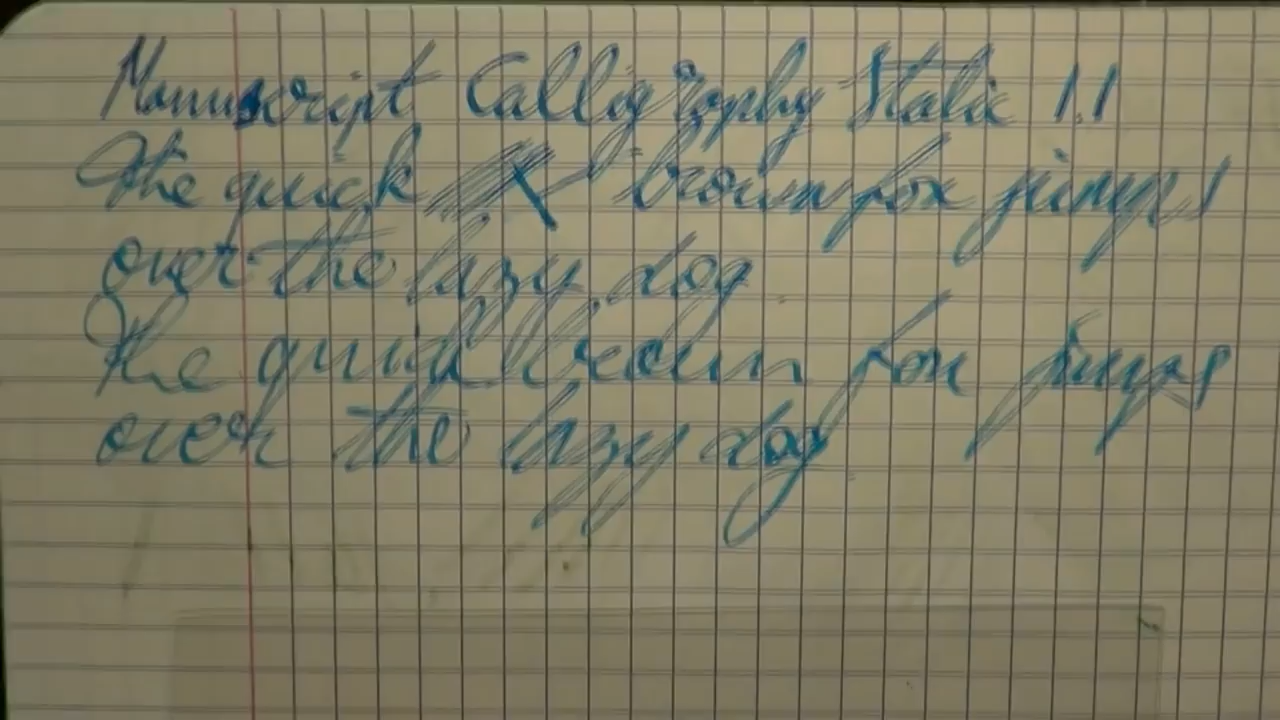 Manuscript Calligraphy Italic 1.1
The quick brown fox jumps
over the lazy dog
The quick brown fox jumps
over the lazy dog